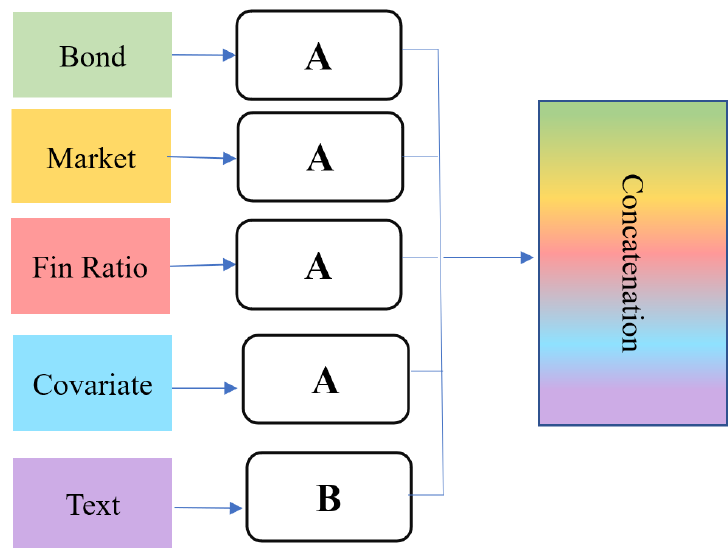 Bond
A
Market
A
Fin Ratio
A
Covariate
A
Text
B
Concatenation